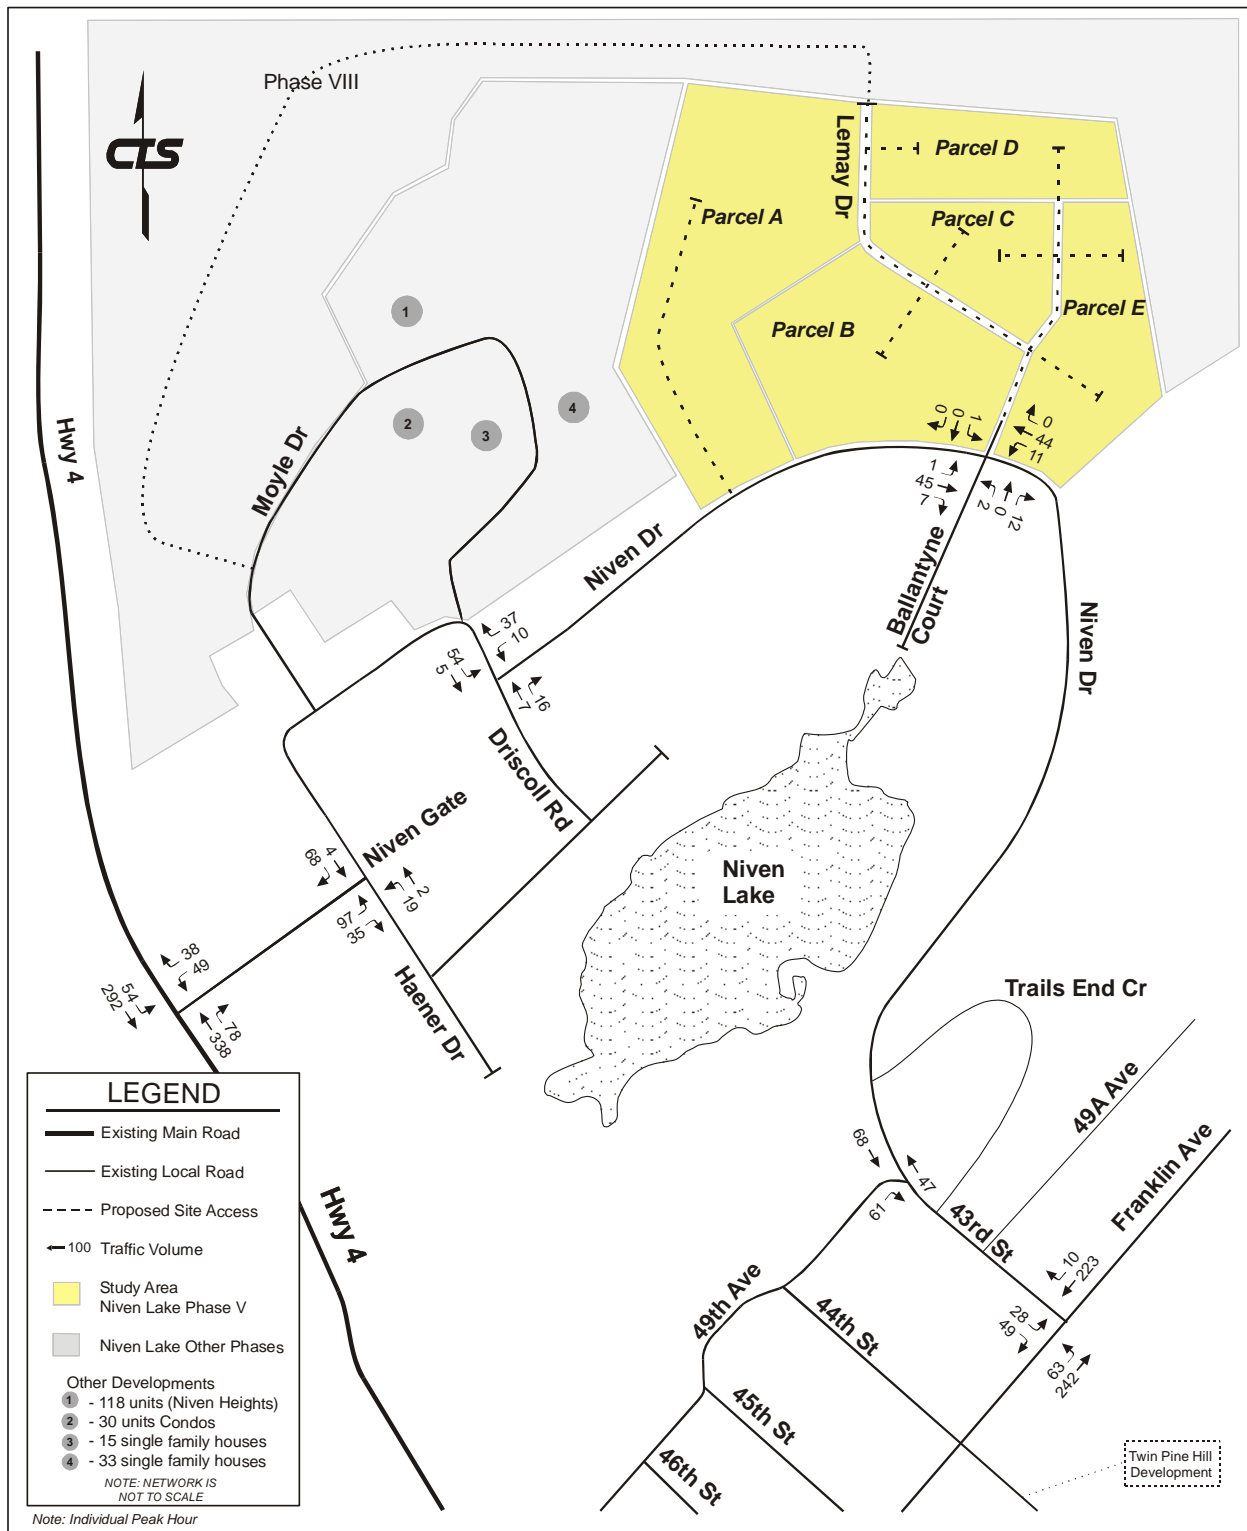 Phase VIII
CTS
Lemay Dr
Parcel D
Parcel A
Parcel C
Parcel B
Parcel E
1
2
3
4
Hwy 4
Moyle Dr
Niven Dr
0
0
1
0
44
11
1
45
7
2
0
12
Ballantyne
Court
Niven Dr
37
10
54
5
16
7
Driscoll Rd
Niven Gate
4
68
2
19
97
35
Niven
Lake
38
49
54
292
78
338
Haener Dr
Trails End Cr
49A Ave
Franklin Ave
68
47
61
43rd St
10
223
28
49
63
242
49th Ave
44th St
45th St
46th St
Hwy 4
Twin Pine Hill
Development
LEGEND
Existing Main Road
Existing Local Road
Proposed Site Access
100 Traffic Volume
Study Area
Niven Lake Phase V
Niven Lake Other Phases
Other Developments
1 - 118 units (Niven Heights)
2 - 30 units Condos
3 - 15 single family houses
4 - 33 single family houses
NOTE: NETWORK IS
NOT TO SCALE
Note: Individual Peak Hour